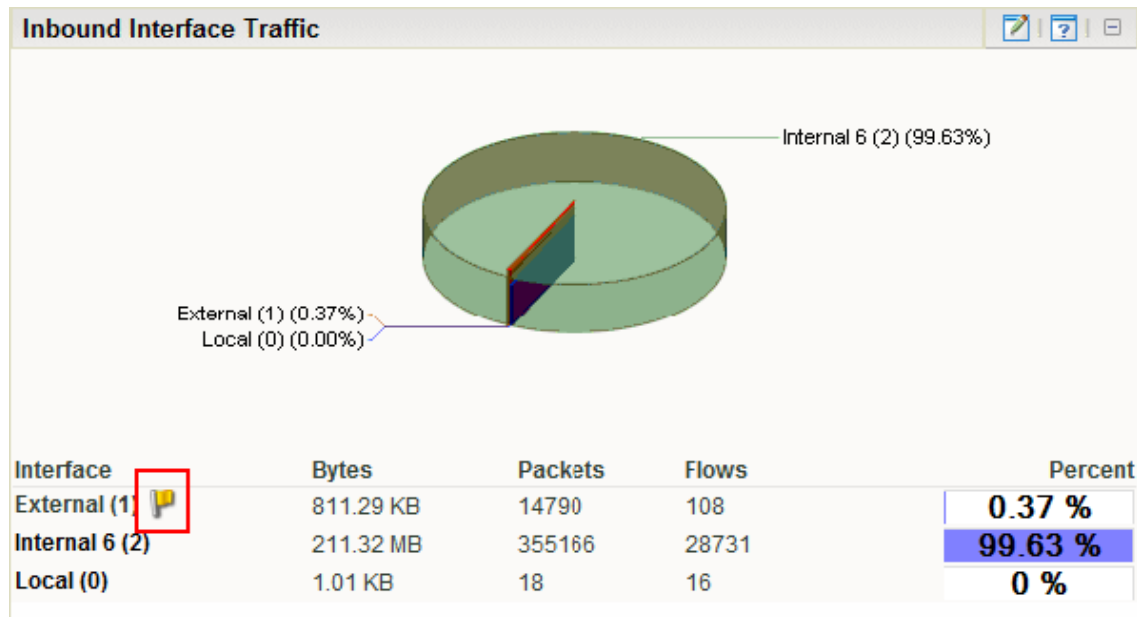 Inbound Interface Traffic
Internal 6 (2) (99.63%)
External (1) (0.37%)
Local (0) (0.00%)
Interface Bytes Packets Flows Percent
External (1) 811.29 KB 14790 108 0.37 %
Internal 6 (2) 211.32 MB 355166 28731 99.63 %
Local (0) 1.01 KB 18 16 0 %